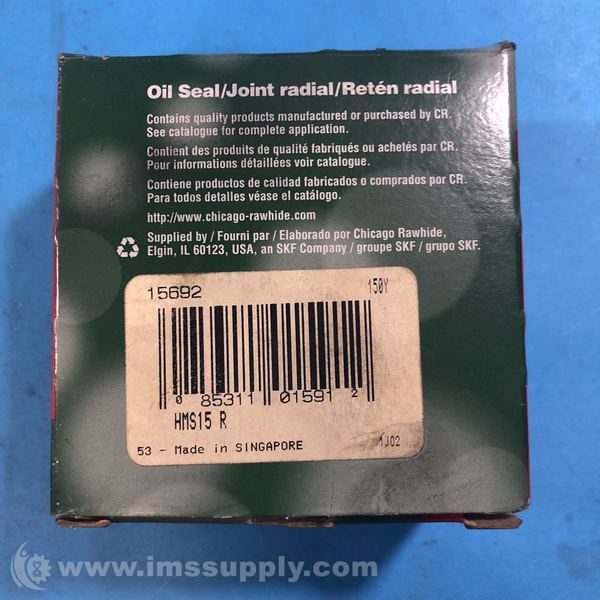 Oil Seal/Joint radial/Retén radial
Contains quality products manufactured or purchased by CR.
See catalogue for complete application.
Contient des produits de qualité fabriqués ou achetés par CR.
Pour informations détaillées voir catalogue.
Contiene productos de calidad fabricados o comprados por CR.
Para todos detalles véase el catálogo.
http://www.chicago-rawhide.com
Supplied by / Fourni par / Elaborado por Chicago Rawhide,
Elgin, IL 60123, USA, an SKF Company / groupe SKF / grupo SKF.
15692 150Y
0 85311 01591 2
HMS15 R
53 - Made in SINGAPORE 1J02
www.imssupply.com